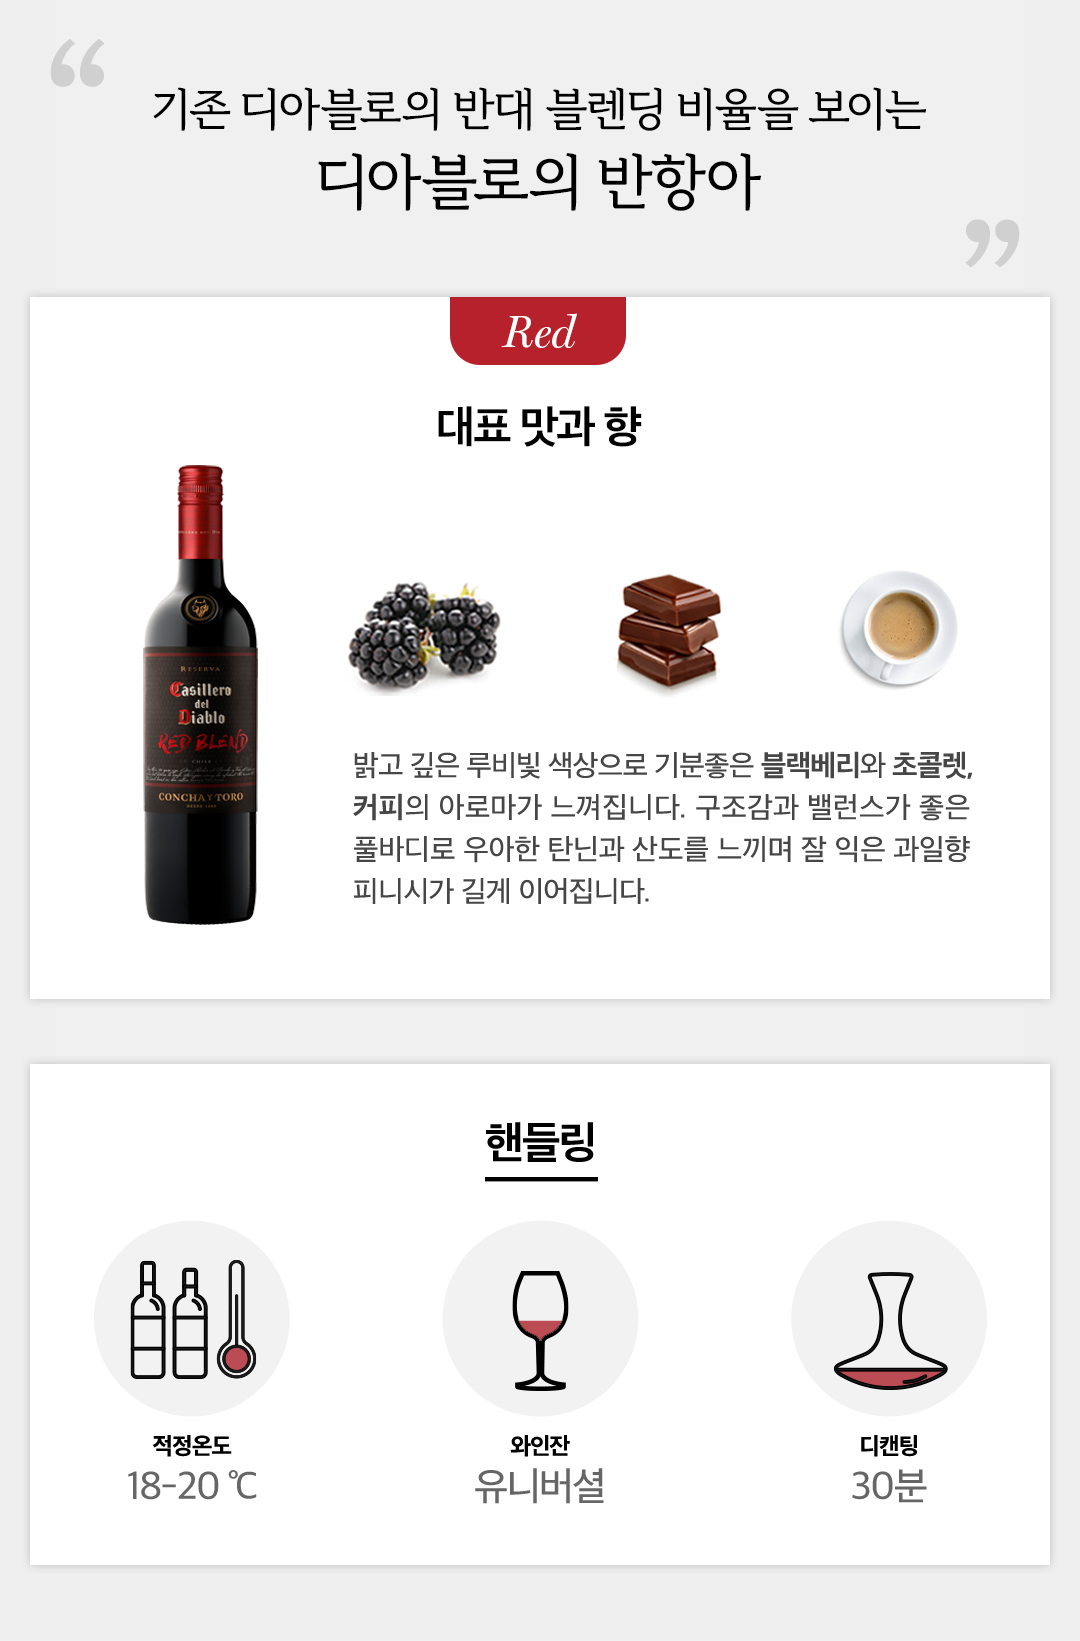 “
기존 디아블로의 반대 블렌딩 비율을 보이는
디아블로의 반항아
”
Red
대표 맛과 향
RESERVA
Casillero
del
Diablo
RED BLEND
CHILE
CONCHA Y TORO
밝고 깊은 루비빛 색상으로 기분좋은 블랙베리와 초콜렛,
커피의 아로마가 느껴집니다. 구조감과 밸런스가 좋은
풀바디로 우아한 탄닌과 산도를 느끼며 잘 익은 과일향
피니시가 길게 이어집니다.
핸들링
적정온도
18-20 ℃
와인잔
유니버셜
디캔팅
30분